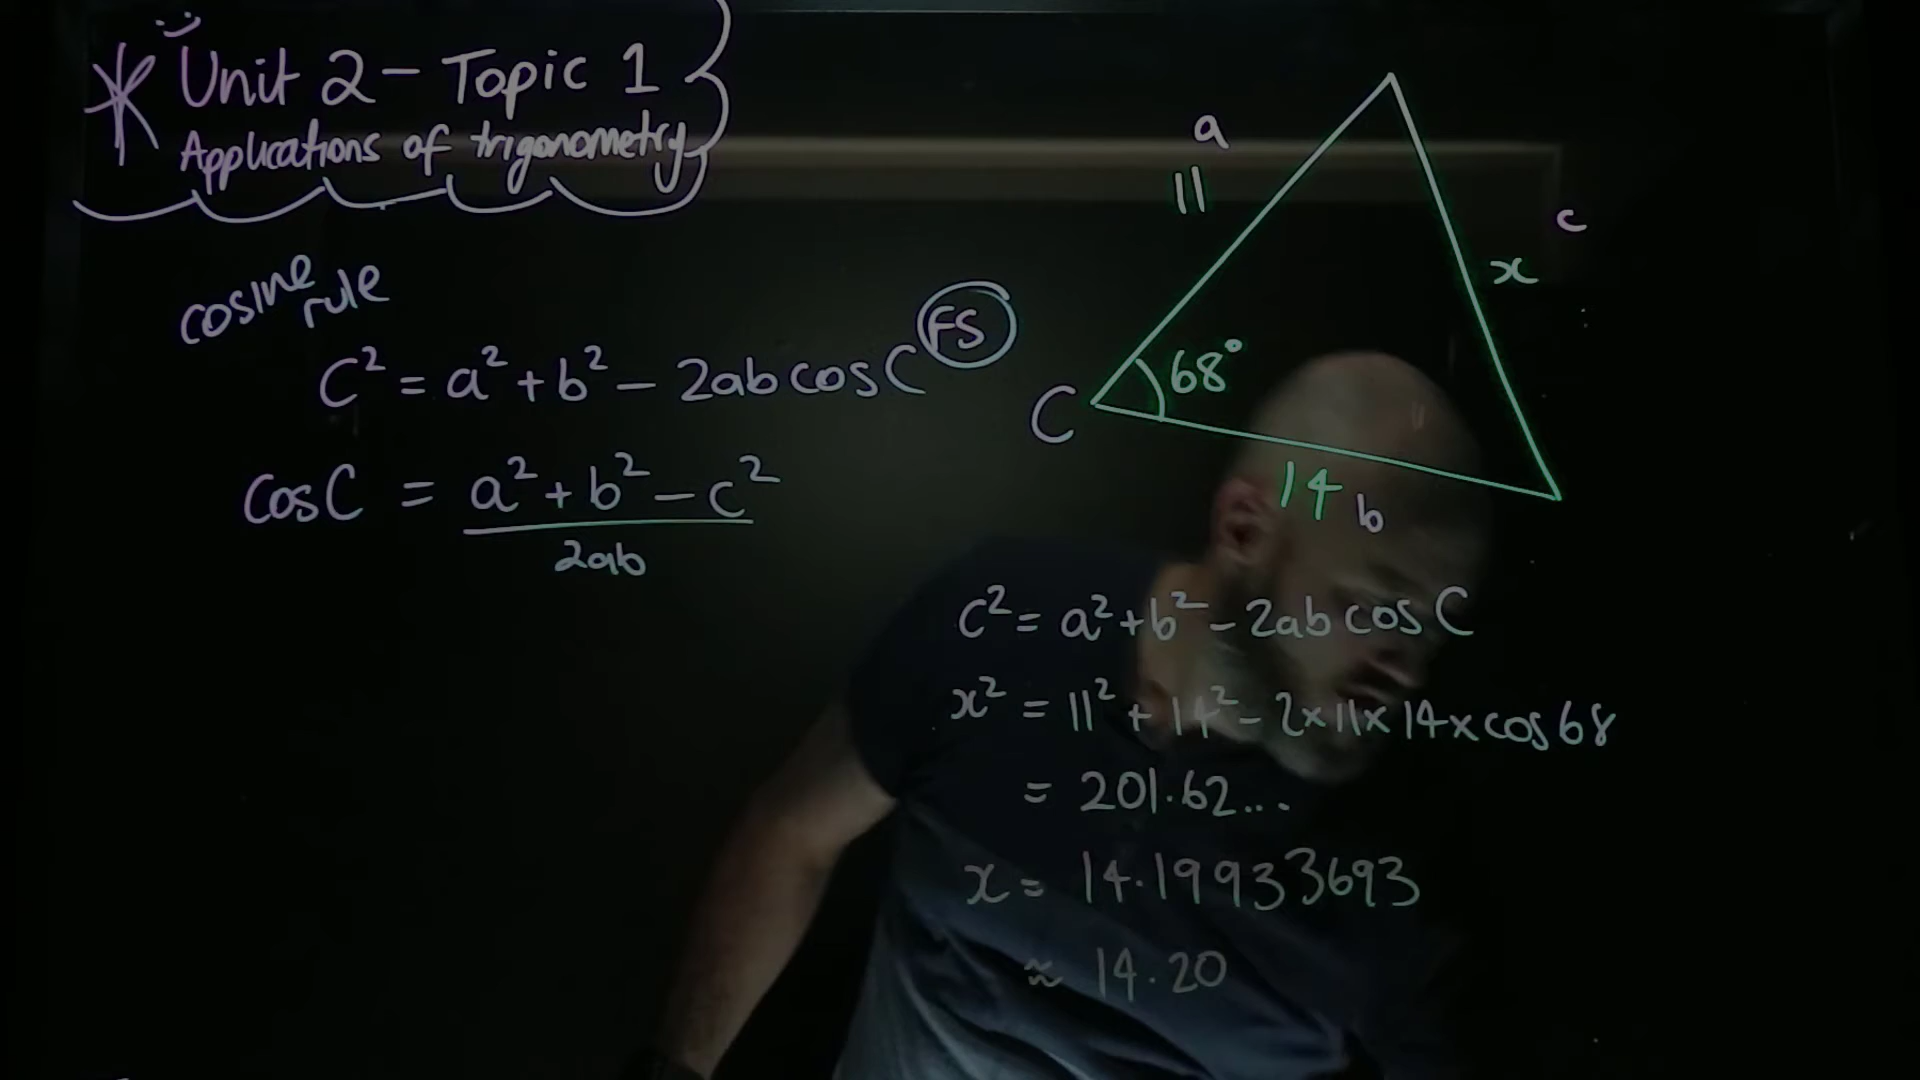 Unit 2 - Topic 1
Applications of trigonometry
cosine rule
C² = a² + b² - 2ab cos C
FS
cos C = a² + b² - c²
2ab
a
11
c
x
68°
C
14
b
C² = a² + b² - 2ab cos C
x² = 11² + 14² - 2 x 11 x 14 x cos 68
= 201.62...
x = 14.19933693
≈ 14.20